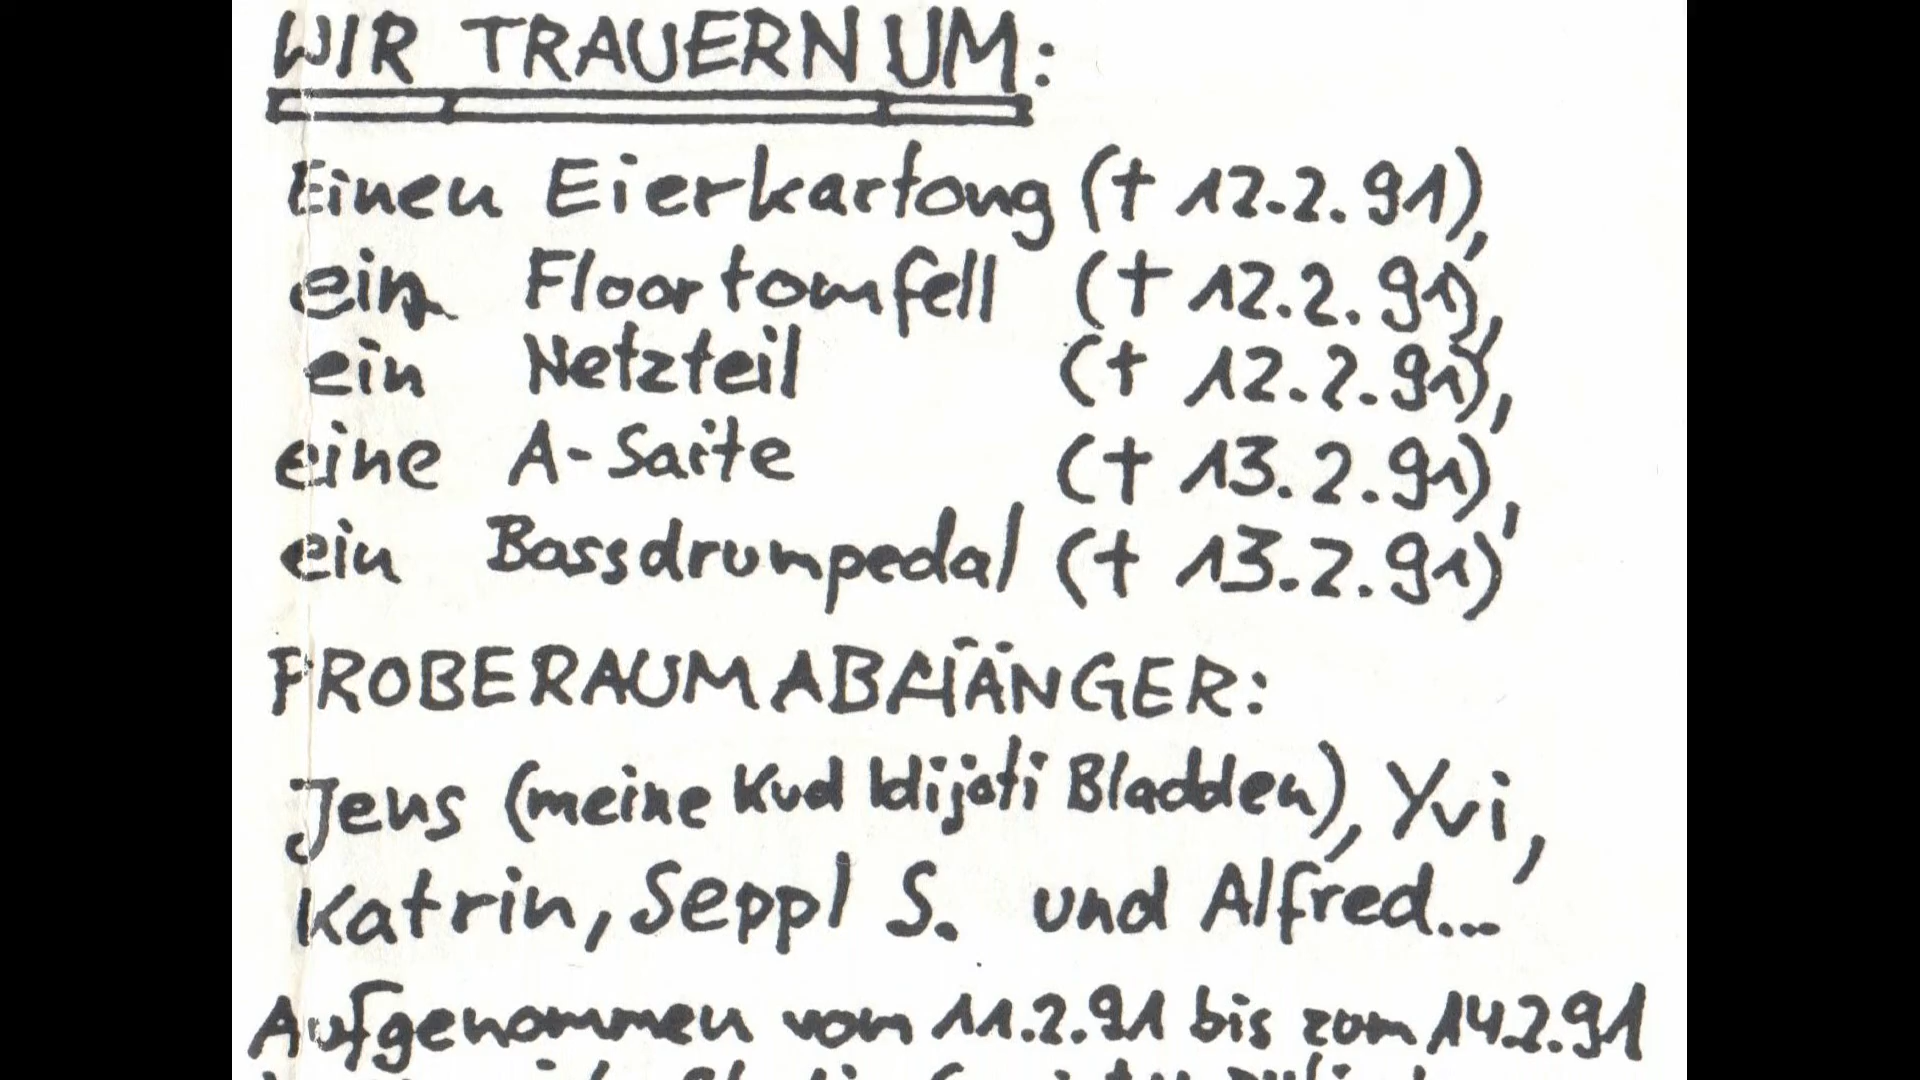 WIR TRAUERN UM:
Einen Eierkartong († 12.2.91),
ein Floortomfell († 12.2.91),
ein Netzteil († 12.2.91),
eine A-Saite († 13.2.91),
ein Bassdrumpedal († 13.2.91)
PROBERAUMABHÄNGER:
Jens (meine Kud Idijoti Bladden), Yvi,
Katrin, Seppl S. und Alfred...
Aufgenommen vom 11.2.91 bis zom 14.2.91